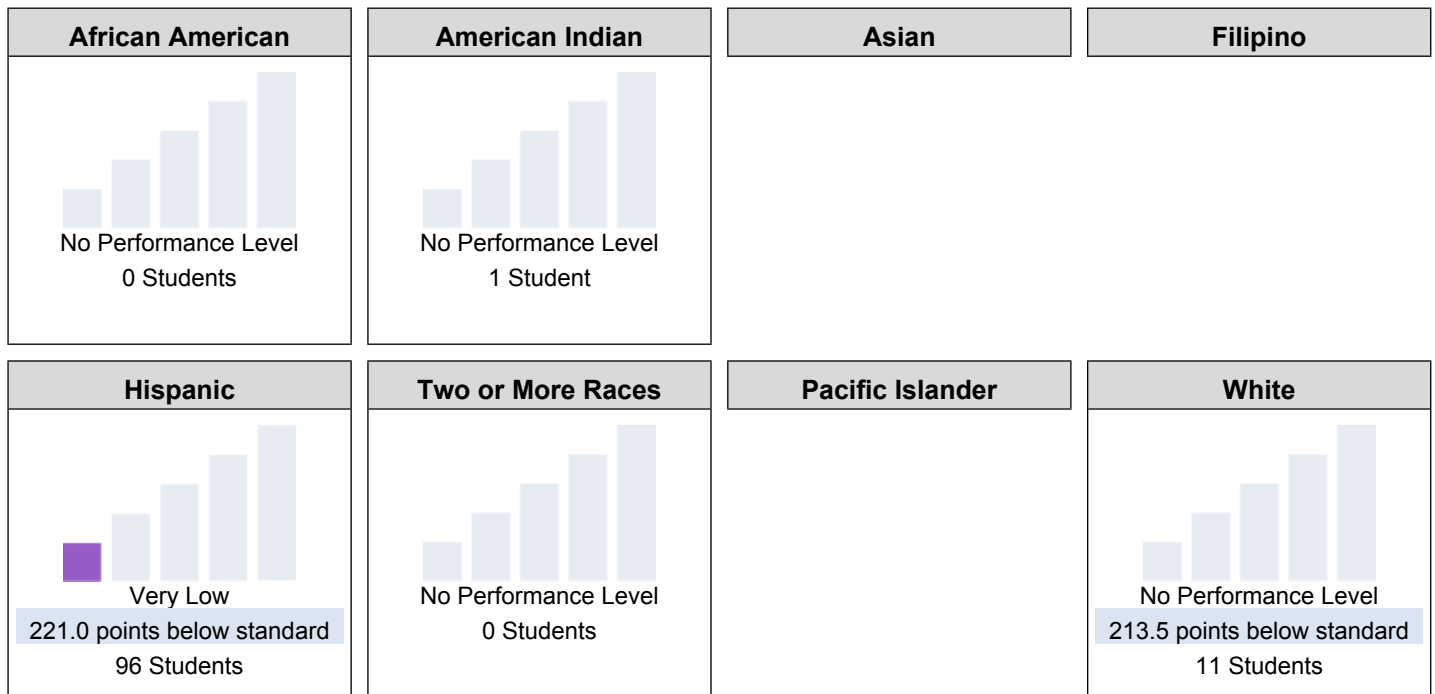 African American
No Performance Level
0 Students
American Indian
No Performance Level
1 Student
Asian
Filipino
Hispanic
Very Low
221.0 points below standard
96 Students
Two or More Races
No Performance Level
0 Students
Pacific Islander
White
No Performance Level
213.5 points below standard
11 Students